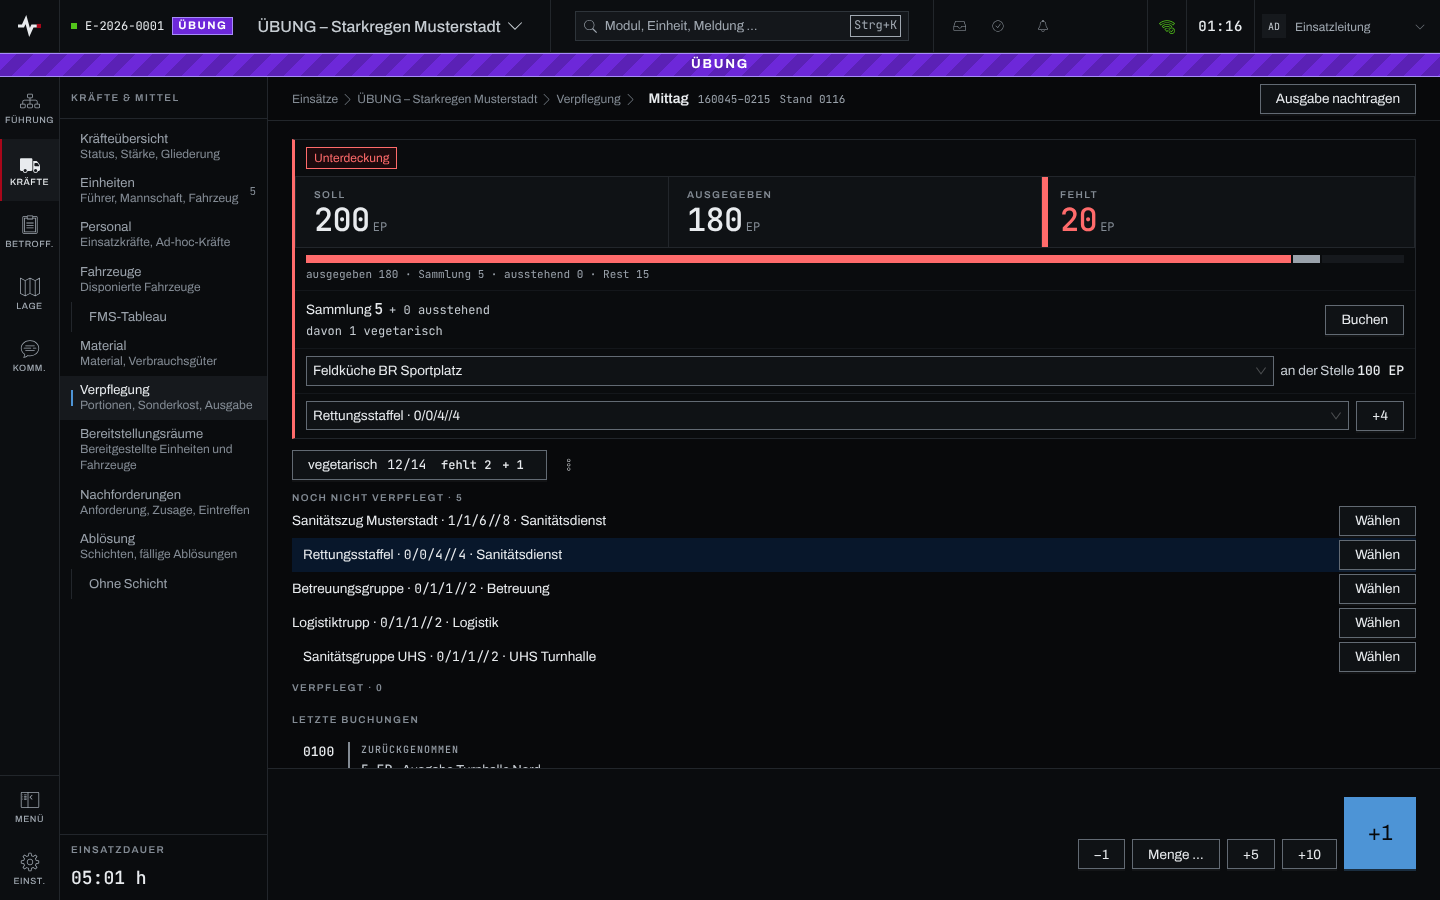 E-2026-0001 ÜBUNG ÜBUNG – Starkregen Musterstadt Modul, Einheit, Meldung ... Strg+K 01:16 AD Einsatzleitung
ÜBUNG
FÜHRUNG
KRÄFTE
BETROFF.
LAGE
KOMM.
MENÜ
EINST.
KRÄFTE & MITTEL
Kräfteübersicht
Status, Stärke, Gliederung
Einheiten
Führer, Mannschaft, Fahrzeug 5
Personal
Einsatzkräfte, Ad-hoc-Kräfte
Fahrzeuge
Disponierte Fahrzeuge
FMS-Tableau
Material
Material, Verbrauchsgüter
Verpflegung
Portionen, Sonderkost, Ausgabe
Bereitstellungsräume
Bereitgestellte Einheiten und
Fahrzeuge
Nachforderungen
Anforderung, Zusage, Eintreffen
Ablösung
Schichten, fällige Ablösungen
Ohne Schicht
EINSATZDAUER
05:01 h
Einsätze ÜBUNG – Starkregen Musterstadt Verpflegung Mittag 160045–0215 Stand 0116 Ausgabe nachtragen
Unterdeckung
SOLL
200 EP
AUSGEGEBEN
180 EP
FEHLT
20 EP
ausgegeben 180 · Sammlung 5 · ausstehend 0 · Rest 15
Sammlung 5 + 0 ausstehend
davon 1 vegetarisch
Buchen
Feldküche BR Sportplatz an der Stelle 100 EP
Rettungsstaffel · 0/0/4//4 +4
vegetarisch 12/14 fehlt 2 + 1
NOCH NICHT VERPFLEGT · 5
Sanitätszug Musterstadt · 1/1/6//8 · Sanitätsdienst Wählen
Rettungsstaffel · 0/0/4//4 · Sanitätsdienst Wählen
Betreuungsgruppe · 0/1/1//2 · Betreuung Wählen
Logistiktrupp · 0/1/1//2 · Logistik Wählen
Sanitätsgruppe UHS · 0/1/1//2 · UHS Turnhalle Wählen
VERPFLEGT · 0
LETZTE BUCHUNGEN
0100 ZURÜCKGENOMMEN
5 EP · Ausgabe Turnhalle Nord
−1 Menge ... +5 +10 +1